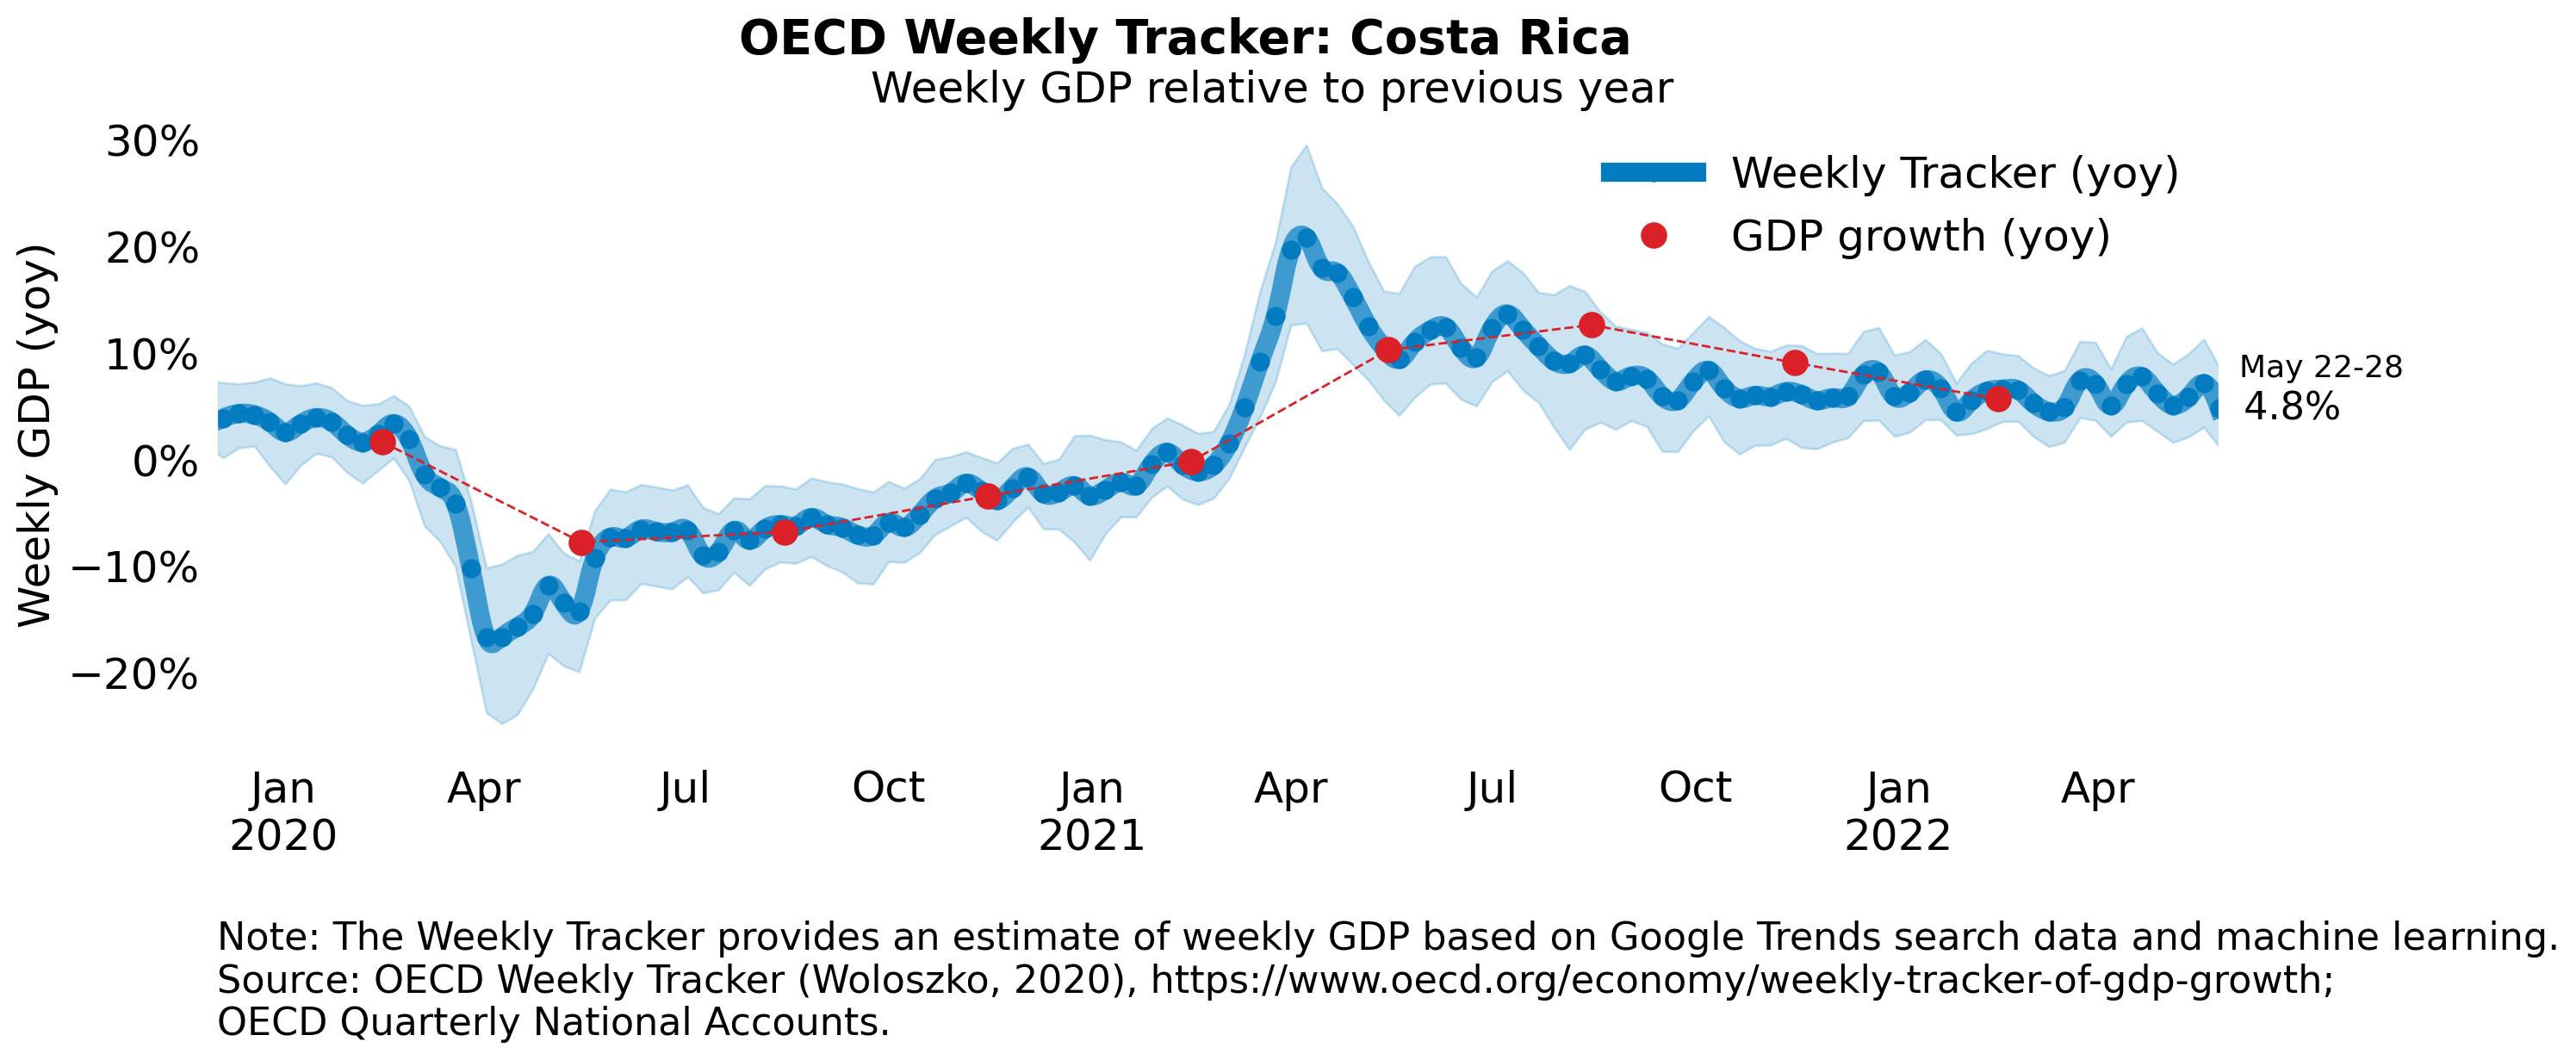 OECD Weekly Tracker: Costa Rica
Weekly GDP relative to previous year
Weekly GDP (yoy)
30%
20%
10%
0%
−10%
−20%
Weekly Tracker (yoy)
GDP growth (yoy)
May 22-28
4.8%
Jan Apr Jul Oct Jan Apr Jul Oct Jan Apr
2020 2021 2022
Note: The Weekly Tracker provides an estimate of weekly GDP based on Google Trends search data and machine learning.
Source: OECD Weekly Tracker (Woloszko, 2020), https://www.oecd.org/economy/weekly-tracker-of-gdp-growth;
OECD Quarterly National Accounts.